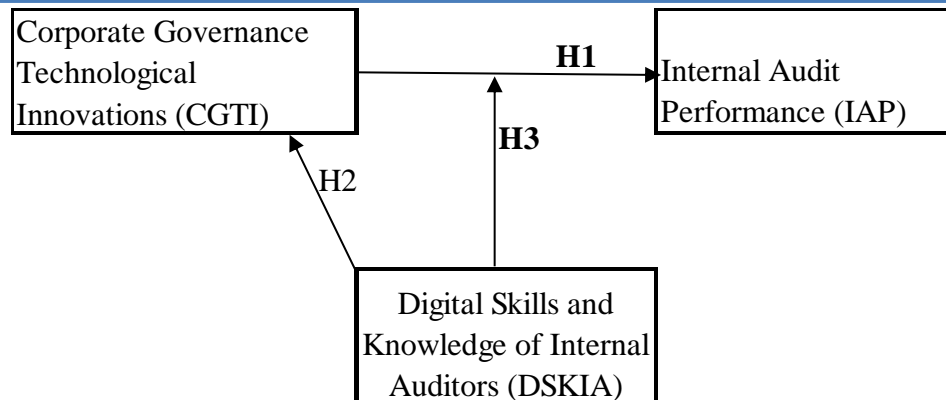 Corporate Governance
Technological
Innovations (CGTI)
H1
Internal Audit
Performance (IAP)
H3
H2
Digital Skills and
Knowledge of Internal
Auditors (DSKIA)